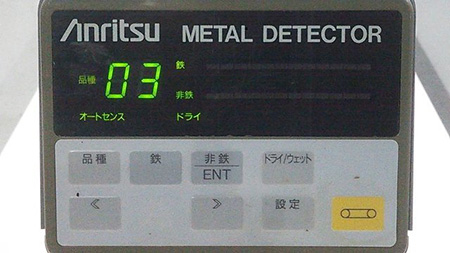 Anritsu METAL DETECTOR
品種 03 鉄
非鉄
オートセンス ドライ
品種 鉄 非鉄 ドライ/ウェット
ENT
《 》 設定